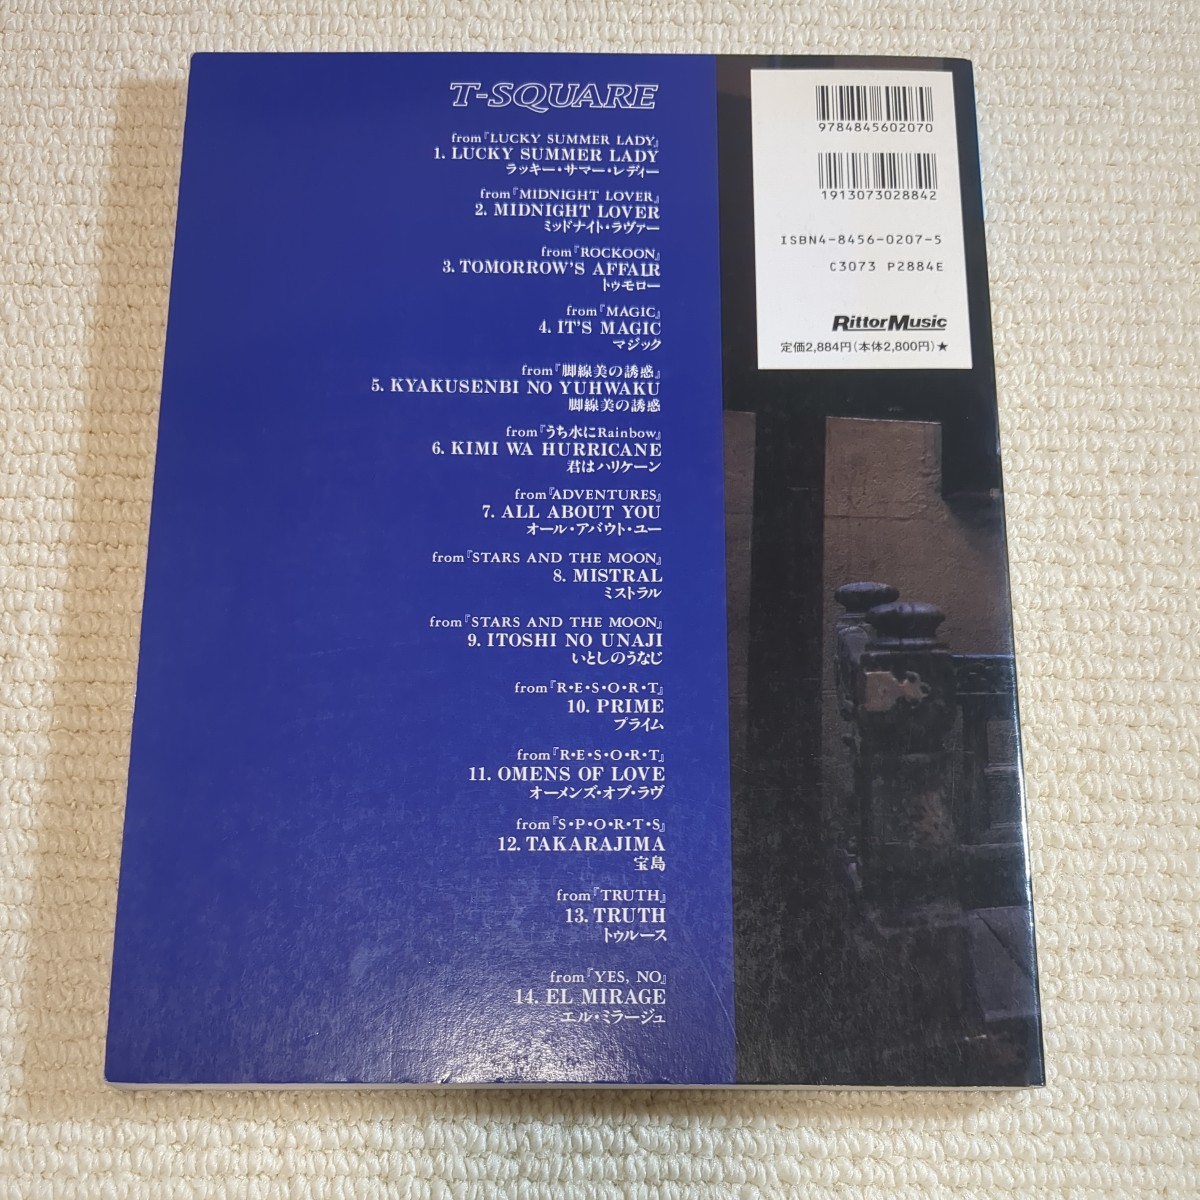 T-SQUARE
from『LUCKY SUMMER LADY』
1. LUCKY SUMMER LADY
ラッキー・サマー・レディー
from『MIDNIGHT LOVER』
2. MIDNIGHT LOVER
ミッドナイト・ラヴァー
from『ROCKOON』
3. TOMORROW'S AFFAIR
トゥモロー
from『MAGIC』
4. IT'S MAGIC
マジック
from『脚線美の誘惑』
5. KYAKUSENBI NO YUHWAKU
脚線美の誘惑
from『うち水にRainbow』
6. KIMI WA HURRICANE
君はハリケーン
from『ADVENTURES』
7. ALL ABOUT YOU
オール・アバウト・ユー
from『STARS AND THE MOON』
8. MISTRAL
ミストラル
from『STARS AND THE MOON』
9. ITOSHI NO UNAJI
いとしのうなじ
from『R・E・S・O・R・T』
10. PRIME
プライム
from『R・E・S・O・R・T』
11. OMENS OF LOVE
オーメンズ・オブ・ラヴ
from『S・P・O・R・T・S』
12. TAKARAJIMA
宝島
from『TRUTH』
13. TRUTH
トゥルース
from『YES, NO』
14. EL MIRAGE
エル・ミラージュ
9784845602070
1913073028842
ISBN4-8456-0207-5
C3073 P2884E
RittorMusic
定価2,884円(本体2,800円)★